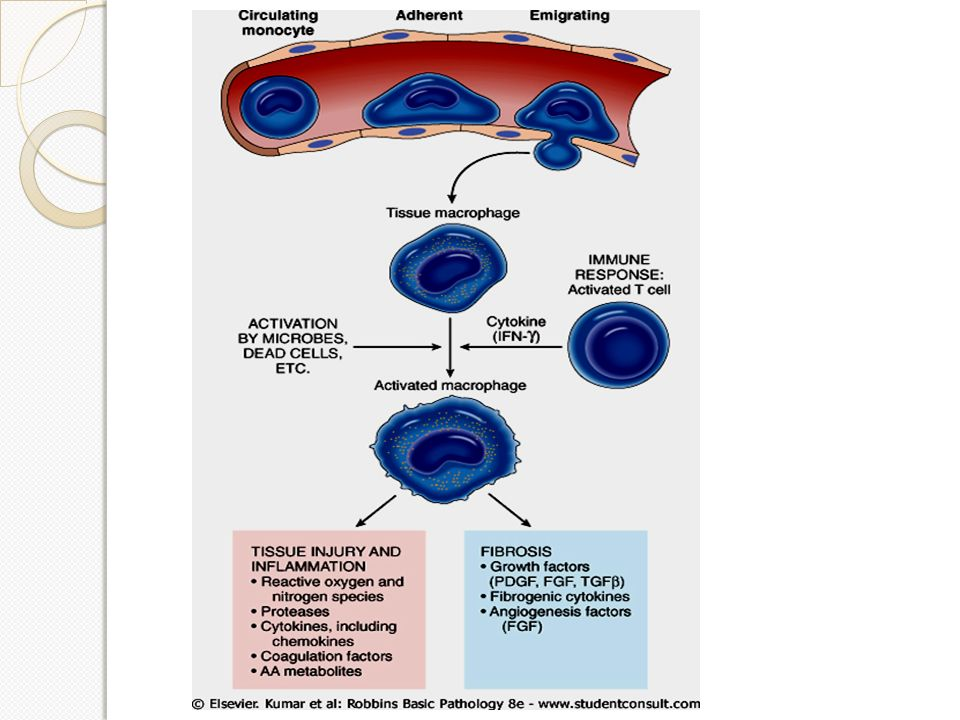 Circulating
monocyte
Adherent
Emigrating
Tissue macrophage
IMMUNE
RESPONSE:
Activated T cell
Cytokine
(IFN-γ)
ACTIVATION
BY MICROBES,
DEAD CELLS,
ETC.
Activated macrophage
TISSUE INJURY AND
INFLAMMATION
• Reactive oxygen and
nitrogen species
• Proteases
• Cytokines, including
chemokines
• Coagulation factors
• AA metabolites
FIBROSIS
• Growth factors
(PDGF, FGF, TGFβ)
• Fibrogenic cytokines
• Angiogenesis factors
(FGF)
© Elsevier. Kumar et al: Robbins Basic Pathology 8e - www.studentconsult.com